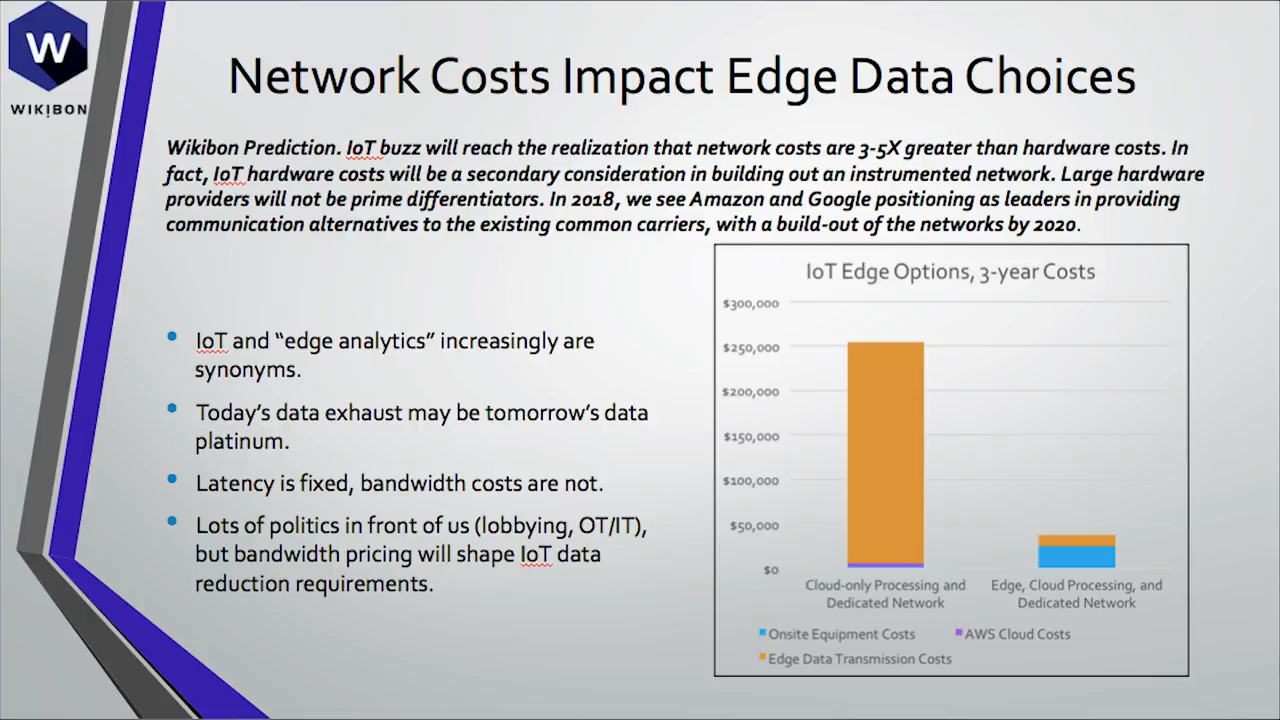 W
WIKIBON
Network Costs Impact Edge Data Choices
Wikibon Prediction. IoT buzz will reach the realization that network costs are 3-5X greater than hardware costs. In
fact, IoT hardware costs will be a secondary consideration in building out an instrumented network. Large hardware
providers will not be prime differentiators. In 2018, we see Amazon and Google positioning as leaders in providing
communication alternatives to the existing common carriers, with a build-out of the networks by 2020.
• IoT and “edge analytics” increasingly are
synonyms.
• Today’s data exhaust may be tomorrow’s data
platinum.
• Latency is fixed, bandwidth costs are not.
• Lots of politics in front of us (lobbying, OT/IT),
but bandwidth pricing will shape IoT data
reduction requirements.
IoT Edge Options, 3-year Costs
$300,000
$250,000
$200,000
$150,000
$100,000
$50,000
$0
Cloud-only Processing and
Dedicated Network
Edge, Cloud Processing, and
Dedicated Network
Onsite Equipment Costs
AWS Cloud Costs
Edge Data Transmission Costs